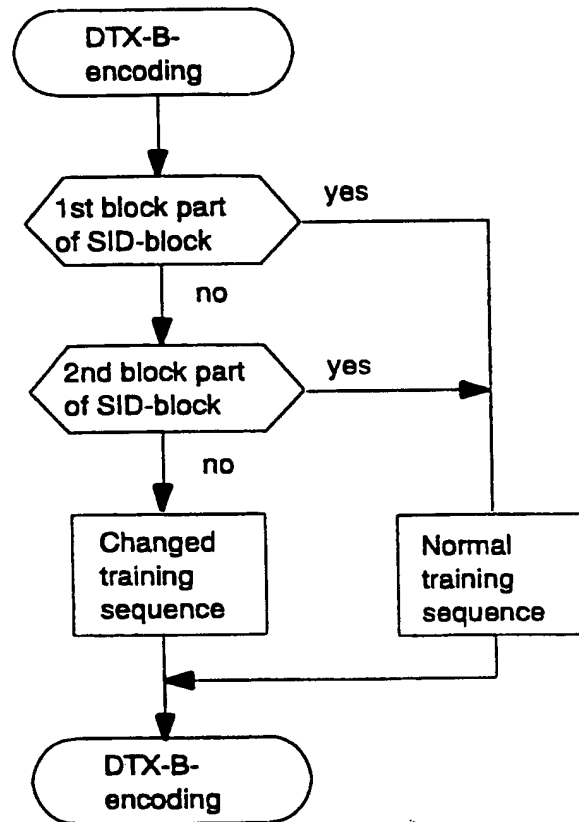 DTX-B-
encoding
1st block part
of SID-block
yes
no
2nd block part
of SID-block
yes
no
Changed
training
sequence
Normal
training
sequence
DTX-B-
encoding